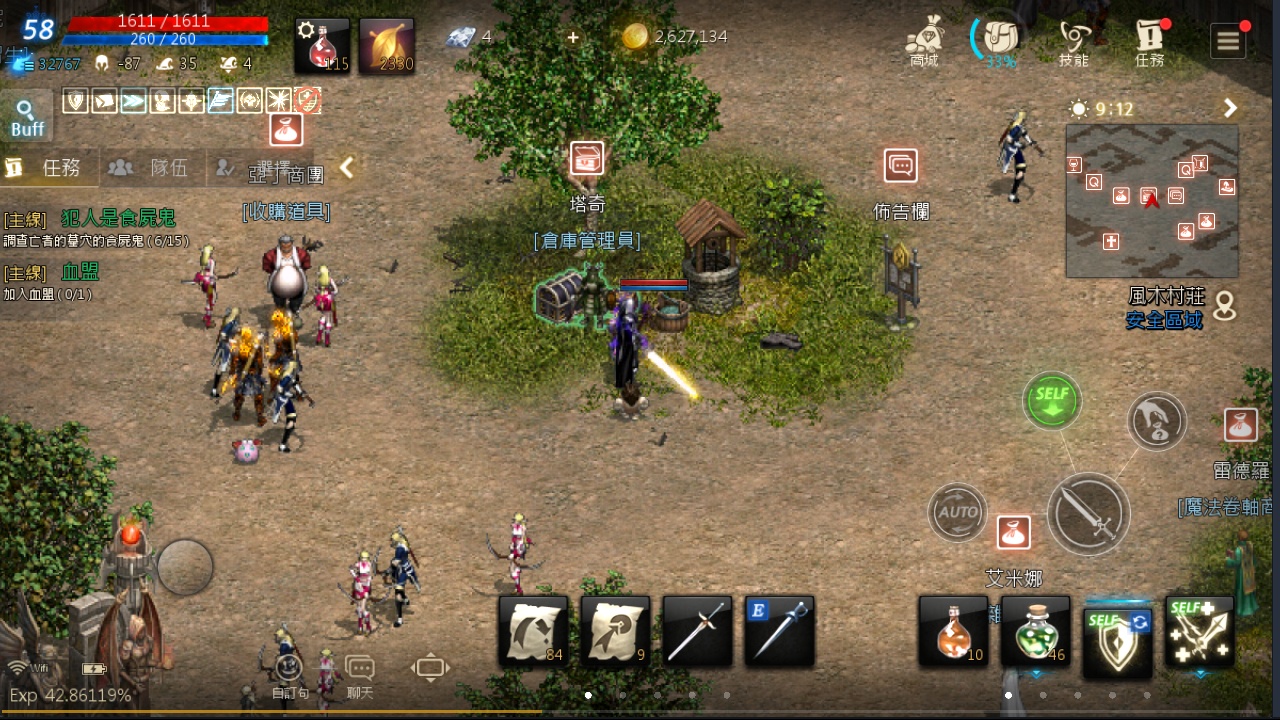 58
1611 / 1611
260 / 260
32767
-87
35
4
115
2330
4
+
2,627,134
商城
33%
技能
任務
Buff
9:12
任務
隊伍
選擇
亞丁商團
[收購道具]
塔奇
[倉庫管理員]
佈告欄
[主線] 犯人是食屍鬼
調查亡者的墓穴的食屍鬼 (6/15)
[主線] 血盟
加入血盟 (0/1)
風木村莊
安全區域
SELF
AUTO
雷德羅
[魔法卷軸商
艾米娜
84
9
E
10
46
SELF
SELF
Wifi
自訂句
聊天
Exp 42.86119%